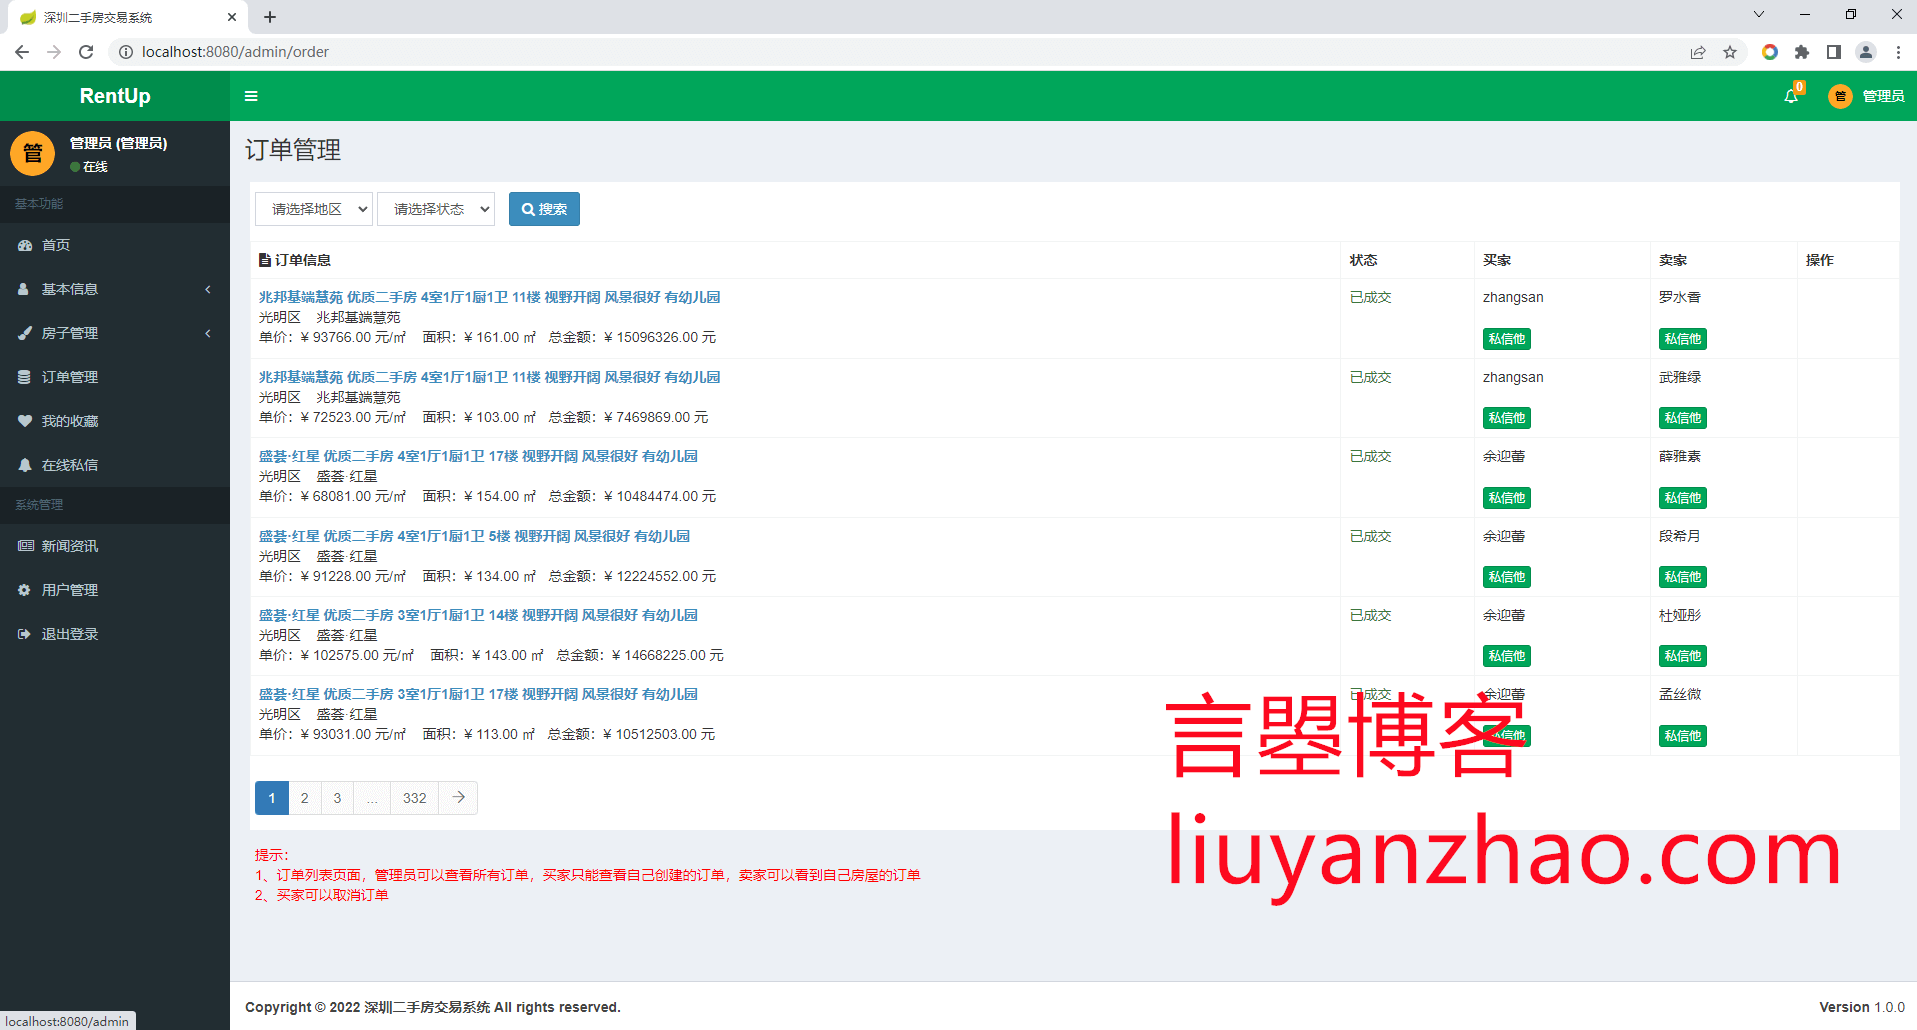 深圳二手房交易系统
localhost:8080/admin/order
RentUp
0
管 管理员
管 管理员 (管理员)
在线
基本功能
首页
基本信息
房子管理
订单管理
我的收藏
在线私信
系统管理
新闻资讯
用户管理
退出登录
订单管理
请选择地区 请选择状态 搜索
订单信息 状态 买家 卖家 操作
兆邦基端慧苑 优质二手房 4室1厅1厨1卫 11楼 视野开阔 风景很好 有幼儿园 已成交 zhangsan 罗水香
光明区 兆邦基端慧苑
单价：¥ 93766.00 元/㎡ 面积：¥ 161.00 ㎡ 总金额：¥ 15096326.00 元 私信他 私信他
兆邦基端慧苑 优质二手房 4室1厅1厨1卫 11楼 视野开阔 风景很好 有幼儿园 已成交 zhangsan 武雅绿
光明区 兆邦基端慧苑
单价：¥ 72523.00 元/㎡ 面积：¥ 103.00 ㎡ 总金额：¥ 7469869.00 元 私信他 私信他
盛荟·红星 优质二手房 4室1厅1厨1卫 17楼 视野开阔 风景很好 有幼儿园 已成交 余迎蕾 薛雅素
光明区 盛荟·红星
单价：¥ 68081.00 元/㎡ 面积：¥ 154.00 ㎡ 总金额：¥ 10484474.00 元 私信他 私信他
盛荟·红星 优质二手房 4室1厅1厨1卫 5楼 视野开阔 风景很好 有幼儿园 已成交 余迎蕾 段希月
光明区 盛荟·红星
单价：¥ 91228.00 元/㎡ 面积：¥ 134.00 ㎡ 总金额：¥ 12224552.00 元 私信他 私信他
盛荟·红星 优质二手房 3室1厅1厨1卫 14楼 视野开阔 风景很好 有幼儿园 已成交 余迎蕾 杜娅彤
光明区 盛荟·红星
单价：¥ 102575.00 元/㎡ 面积：¥ 143.00 ㎡ 总金额：¥ 14668225.00 元 私信他 私信他
盛荟·红星 优质二手房 3室1厅1厨1卫 17楼 视野开阔 风景很好 有幼儿园 已成交 余迎蕾 孟丝微
光明区 盛荟·红星
单价：¥ 93031.00 元/㎡ 面积：¥ 113.00 ㎡ 总金额：¥ 10512503.00 元 私信他 私信他
言曌博客
liuyanzhao.com
1 2 3 ... 332 →
提示：
1、订单列表页面，管理员可以查看所有订单，买家只能查看自己创建的订单，卖家可以看到自己房屋的订单
2、买家可以取消订单
Copyright © 2022 深圳二手房交易系统 All rights reserved. Version 1.0.0
localhost:8080/admin